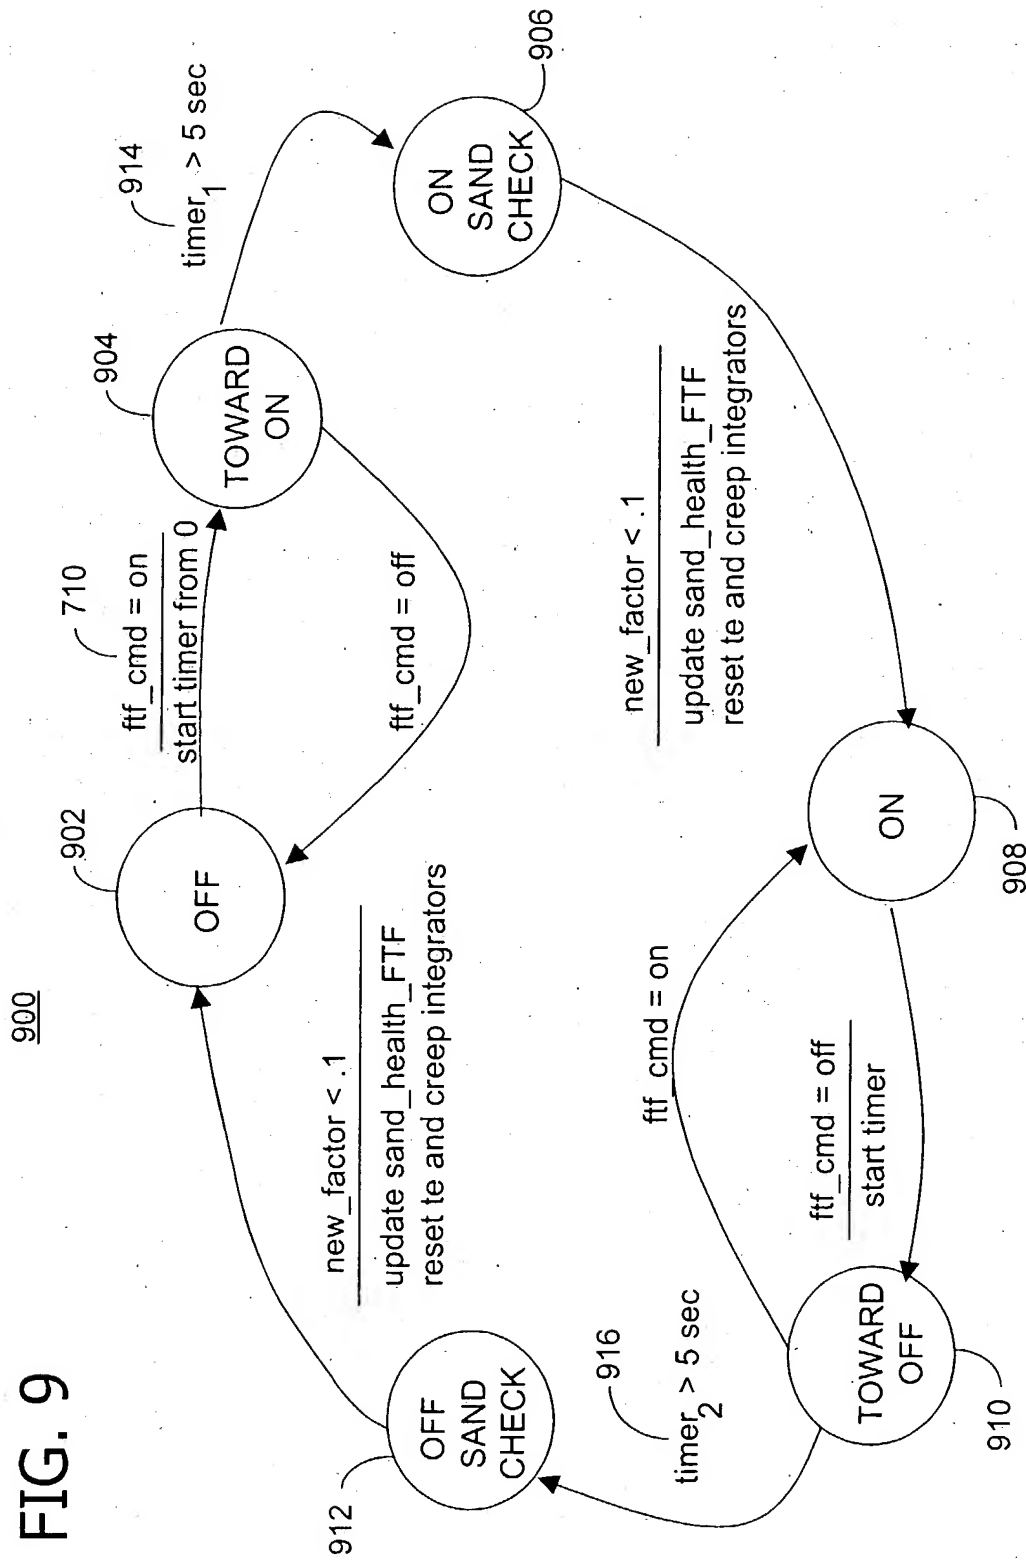 FIG. 9
900
902
OFF
710
ftf_cmd = on
start timer from 0
904
TOWARD
ON
914
timer1 > 5 sec
ftf_cmd = off
906
ON
SAND
CHECK
new_factor < .1
update sand_health_FTF
reset te and creep integrators
908
ON
ftf_cmd = on
ftf_cmd = off
start timer
910
TOWARD
OFF
916
timer2 > 5 sec
912
OFF
SAND
CHECK
new_factor < .1
update sand_health_FTF
reset te and creep integrators